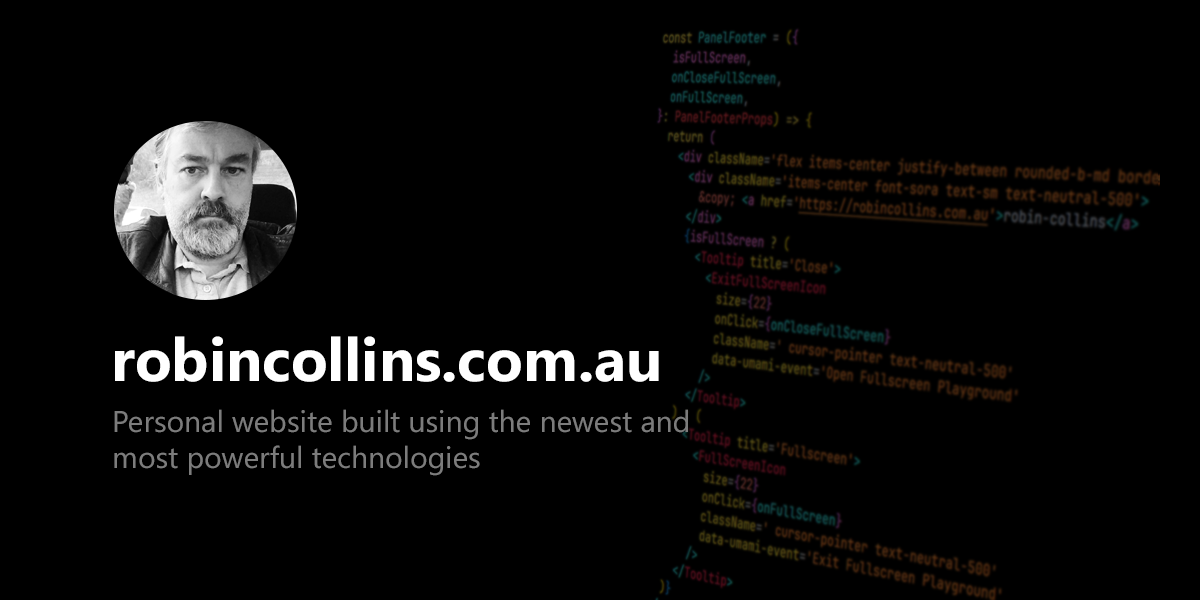 robincollins.com.au
Personal website built using the newest and
most powerful technologies
const PanelFooter = ({
isFullScreen,
onCloseFullScreen,
onFullScreen,
}: PanelFooterProps) => {
return (
<div className='flex items-center justify-between rounded-b-md borde
<div className='items-center font-sora text-sm text-neutral-500'>
&copy; <a href='https://robincollins.com.au'>robin-collins</a>
</div>
{isFullScreen ? (
<Tooltip title='Close'>
<ExitFullScreenIcon
size={22}
onClick={onCloseFullScreen}
className=' cursor-pointer text-neutral-500'
data-umami-event='Open Fullscreen Playground'
/>
</Tooltip>
) : (
<Tooltip title='Fullscreen'>
<FullScreenIcon
size={22}
onClick={onFullScreen}
className=' cursor-pointer text-neutral-500'
data-umami-event='Exit Fullscreen Playground'
/>
</Tooltip>
)}